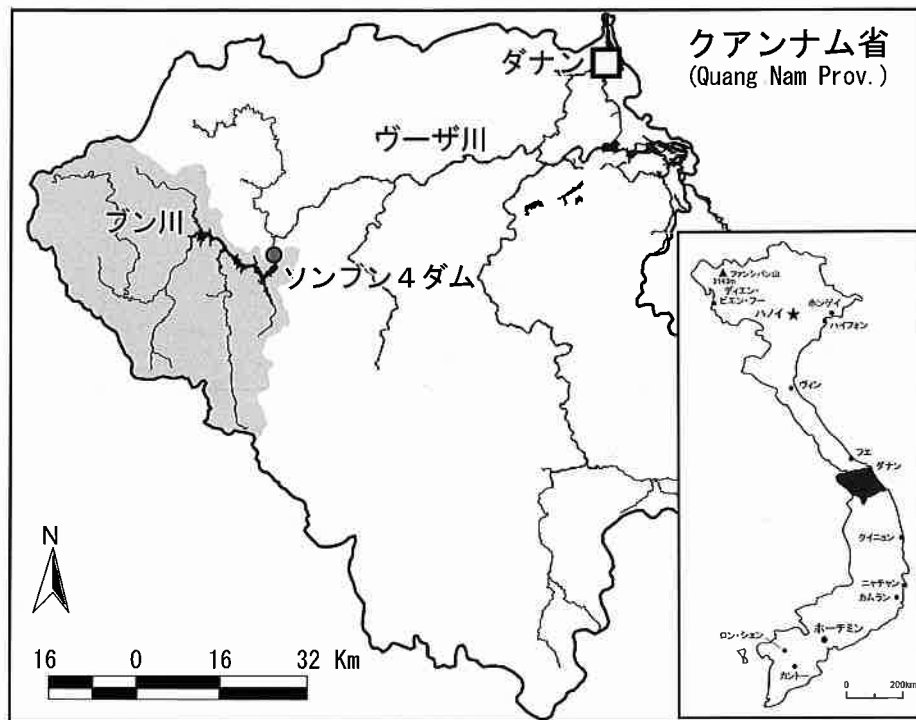 クアンナム省
(Quang Nam Prov.)
ダナン
ヴーザ川
ブン川
ソンブン4ダム
N
16 0 16 32 Km
ファンシパン山
3143m
ディエン・
ビエン・フー
ハノイ
ホンゲイ
ハイフォン
ヴィン
フエ
ダナン
クイニョン
ニャチャン
カムラン
ホーチミン
ロン・シェン
カントー
0 200km